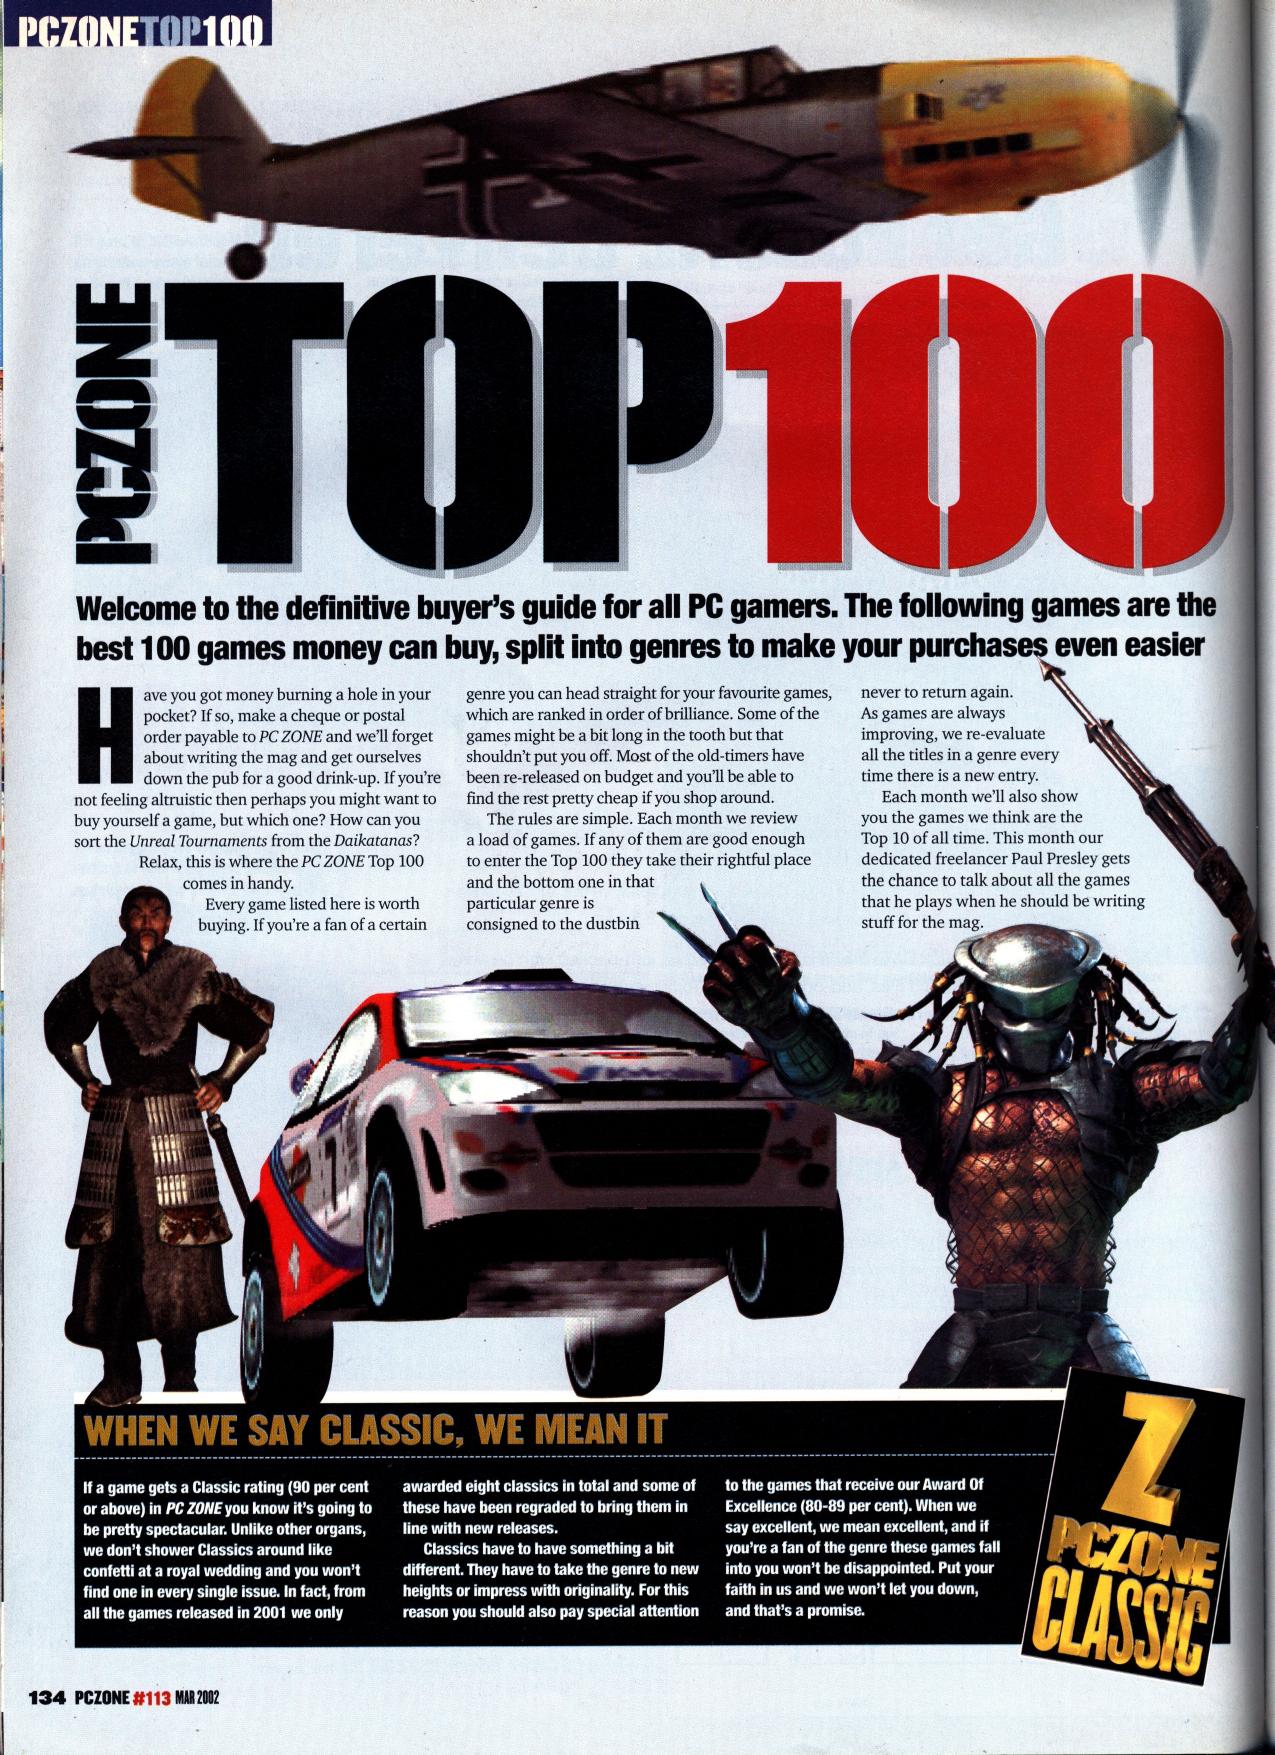 PCZONETOP100
PCZONE
TOP100
Welcome to the definitive buyer's guide for all PC gamers. The following games are the
best 100 games money can buy, split into genres to make your purchases even easier
Have you got money burning a hole in your
pocket? If so, make a cheque or postal
order payable to PC ZONE and we'll forget
about writing the mag and get ourselves
down the pub for a good drink-up. If you're
not feeling altruistic then perhaps you might want to
buy yourself a game, but which one? How can you
sort the Unreal Tournaments from the Daikatanas?
Relax, this is where the PC ZONE Top 100
comes in handy.
Every game listed here is worth
buying. If you're a fan of a certain
genre you can head straight for your favourite games,
which are ranked in order of brilliance. Some of the
games might be a bit long in the tooth but that
shouldn't put you off. Most of the old-timers have
been re-released on budget and you'll be able to
find the rest pretty cheap if you shop around.
The rules are simple. Each month we review
a load of games. If any of them are good enough
to enter the Top 100 they take their rightful place
and the bottom one in that
particular genre is
consigned to the dustbin
never to return again.
As games are always
improving, we re-evaluate
all the titles in a genre every
time there is a new entry.
Each month we'll also show
you the games we think are the
Top 10 of all time. This month our
dedicated freelancer Paul Presley gets
the chance to talk about all the games
that he plays when he should be writing
stuff for the mag.
WHEN WE SAY CLASSIC, WE MEAN IT
If a game gets a Classic rating (90 per cent
or above) in PC ZONE you know it's going to
be pretty spectacular. Unlike other organs,
we don't shower Classics around like
confetti at a royal wedding and you won't
find one in every single issue. In fact, from
all the games released in 2001 we only
awarded eight classics in total and some of
these have been regraded to bring them in
line with new releases.
Classics have to have something a bit
different. They have to take the genre to new
heights or impress with originality. For this
reason you should also pay special attention
to the games that receive our Award Of
Excellence (80-89 per cent). When we
say excellent, we mean excellent, and if
you're a fan of the genre these games fall
into you won't be disappointed. Put your
faith in us and we won't let you down,
and that's a promise.
Z
PCZONE
CLASSIC
134 PCZONE #113 MAR 2002